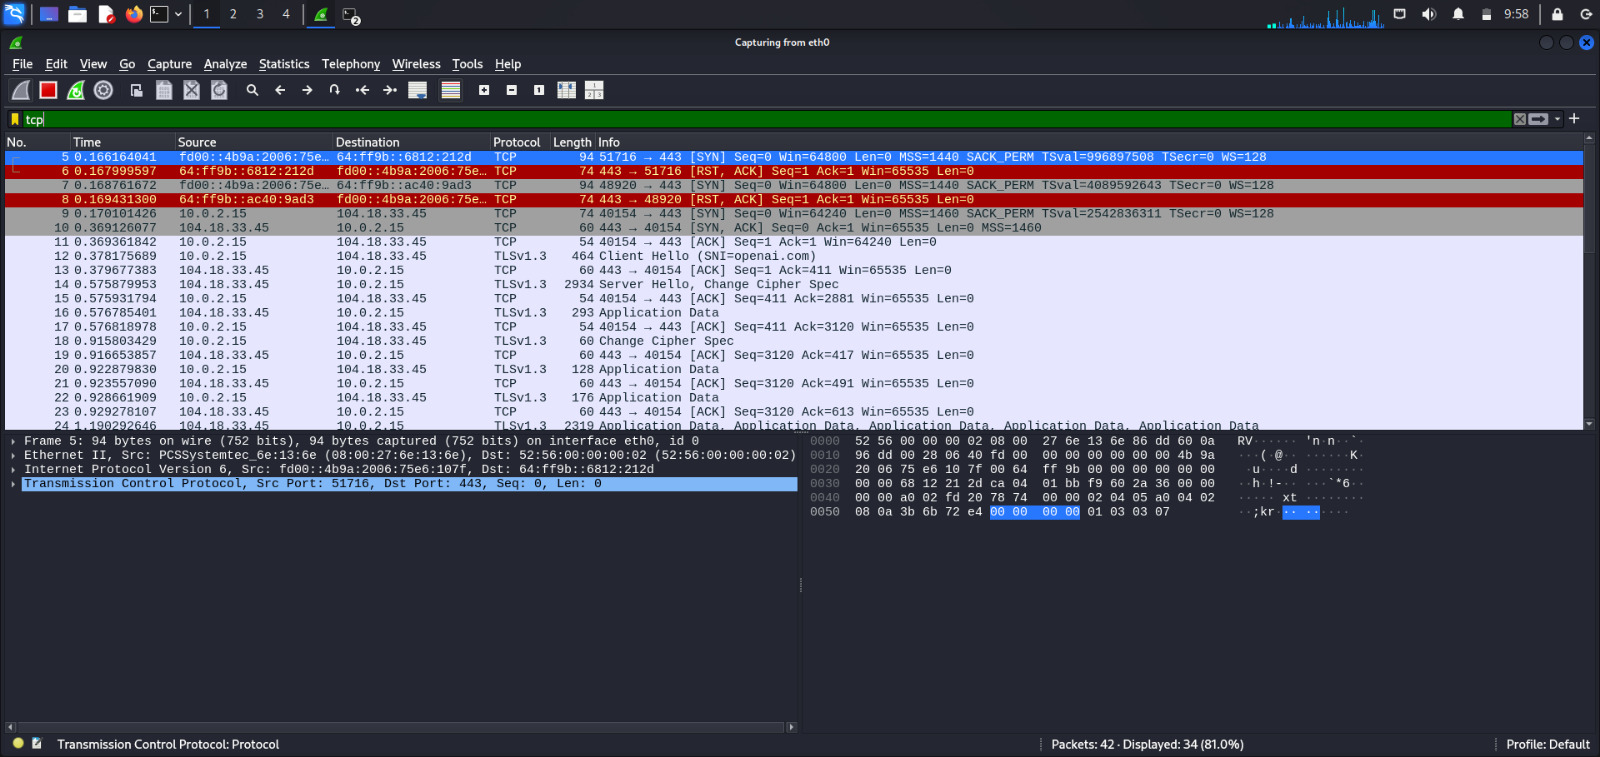 1 2 3 4 2 9:58
Capturing from eth0
File Edit View Go Capture Analyze Statistics Telephony Wireless Tools Help
tcp
No. Time Source Destination Protocol Length Info
5 0.166164041 fd00::4b9a:2006:75e… 64:ff9b::6812:212d TCP 94 51716 → 443 [SYN] Seq=0 Win=64800 Len=0 MSS=1440 SACK_PERM TSval=996897508 TSecr=0 WS=128
6 0.167999597 64:ff9b::6812:212d fd00::4b9a:2006:75e… TCP 74 443 → 51716 [RST, ACK] Seq=1 Ack=1 Win=65535 Len=0
7 0.168761672 fd00::4b9a:2006:75e… 64:ff9b::ac40:9ad3 TCP 94 48920 → 443 [SYN] Seq=0 Win=64800 Len=0 MSS=1440 SACK_PERM TSval=4089592643 TSecr=0 WS=128
8 0.169431300 64:ff9b::ac40:9ad3 fd00::4b9a:2006:75e… TCP 74 443 → 48920 [RST, ACK] Seq=1 Ack=1 Win=65535 Len=0
9 0.170101426 10.0.2.15 104.18.33.45 TCP 74 40154 → 443 [SYN] Seq=0 Win=64240 Len=0 MSS=1460 SACK_PERM TSval=2542836311 TSecr=0 WS=128
10 0.369126077 104.18.33.45 10.0.2.15 TCP 60 443 → 40154 [SYN, ACK] Seq=0 Ack=1 Win=65535 Len=0 MSS=1460
11 0.369361842 10.0.2.15 104.18.33.45 TCP 54 40154 → 443 [ACK] Seq=1 Ack=1 Win=64240 Len=0
12 0.378175689 10.0.2.15 104.18.33.45 TLSv1.3 464 Client Hello (SNI=openai.com)
13 0.379677383 104.18.33.45 10.0.2.15 TCP 60 443 → 40154 [ACK] Seq=1 Ack=411 Win=65535 Len=0
14 0.575879953 104.18.33.45 10.0.2.15 TLSv1.3 2934 Server Hello, Change Cipher Spec
15 0.575931794 10.0.2.15 104.18.33.45 TCP 54 40154 → 443 [ACK] Seq=411 Ack=2881 Win=65535 Len=0
16 0.576785401 104.18.33.45 10.0.2.15 TLSv1.3 293 Application Data
17 0.576818978 10.0.2.15 104.18.33.45 TCP 54 40154 → 443 [ACK] Seq=411 Ack=3120 Win=65535 Len=0
18 0.915803429 10.0.2.15 104.18.33.45 TLSv1.3 60 Change Cipher Spec
19 0.916653857 104.18.33.45 10.0.2.15 TCP 60 443 → 40154 [ACK] Seq=3120 Ack=417 Win=65535 Len=0
20 0.922879830 10.0.2.15 104.18.33.45 TLSv1.3 128 Application Data
21 0.923557090 104.18.33.45 10.0.2.15 TCP 60 443 → 40154 [ACK] Seq=3120 Ack=491 Win=65535 Len=0
22 0.928661909 10.0.2.15 104.18.33.45 TLSv1.3 176 Application Data
23 0.929278107 104.18.33.45 10.0.2.15 TCP 60 443 → 40154 [ACK] Seq=3120 Ack=613 Win=65535 Len=0
24 1.190292646 104.18.33.45 10.0.2.15 TLSv1.3 2319 Application Data, Application Data, Application Data, Application Data, Application Data
Frame 5: 94 bytes on wire (752 bits), 94 bytes captured (752 bits) on interface eth0, id 0
Ethernet II, Src: PCSSystemtec_6e:13:6e (08:00:27:6e:13:6e), Dst: 52:56:00:00:00:02 (52:56:00:00:00:02)
Internet Protocol Version 6, Src: fd00::4b9a:2006:75e6:107f, Dst: 64:ff9b::6812:212d
Transmission Control Protocol, Src Port: 51716, Dst Port: 443, Seq: 0, Len: 0
0000 52 56 00 00 00 02 08 00 27 6e 13 6e 86 dd 60 0a RV······ 'n·n··`·
0010 96 dd 00 28 06 40 fd 00 00 00 00 00 00 00 4b 9a ···(·@·· ······K·
0020 20 06 75 e6 10 7f 00 64 ff 9b 00 00 00 00 00 00 ·u····d ········
0030 00 00 68 12 21 2d ca 04 01 bb f9 60 2a 36 00 00 ··h·!-·· ···`*6··
0040 00 00 a0 02 fd 20 78 74 00 00 02 04 05 a0 04 02 ····· xt ········
0050 08 0a 3b 6b 72 e4 00 00 00 00 01 03 03 07 ··;kr··· ······
Transmission Control Protocol: Protocol
Packets: 42 · Displayed: 34 (81.0%)
Profile: Default